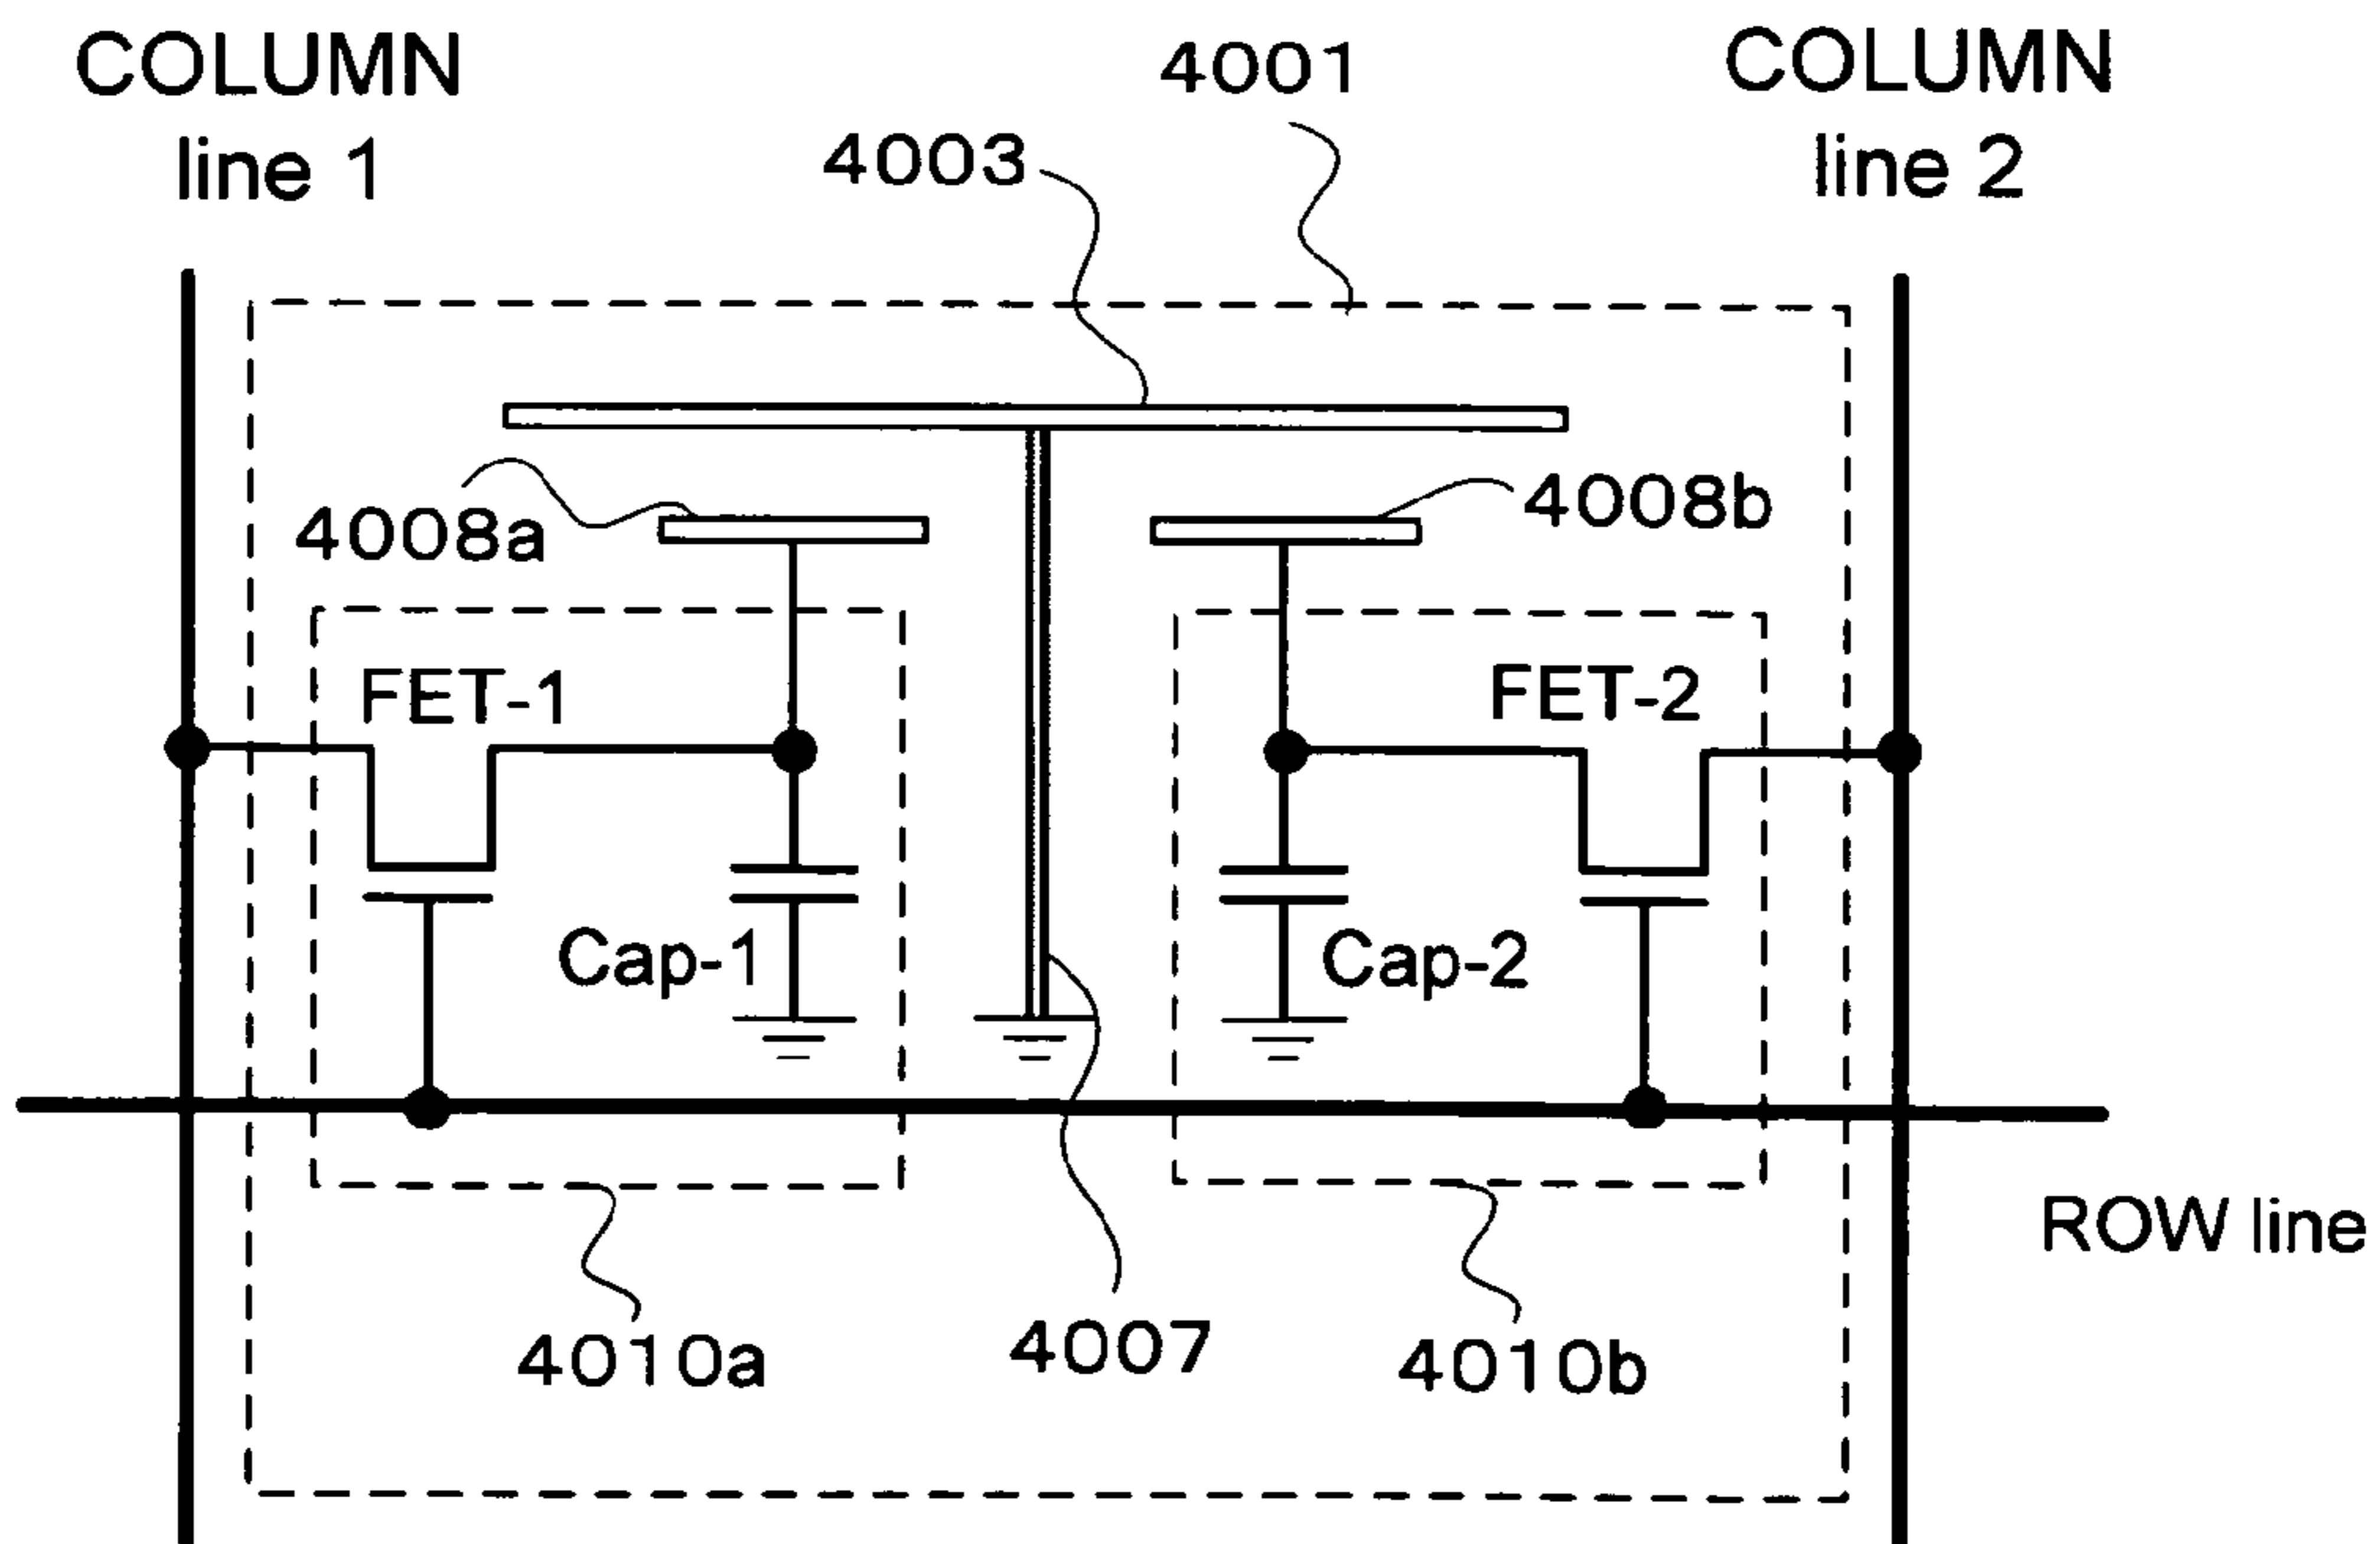 COLUMN
line 1
4001
4003
COLUMN
line 2
4008a
4008b
FET-1
FET-2
Cap-1
Cap-2
ROW line
4010a
4007
4010b